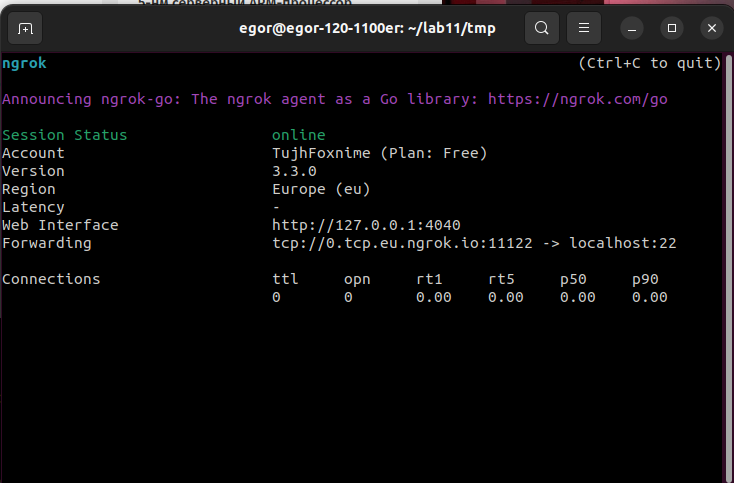 egor@egor-120-1100er: ~/lab11/tmp
ngrok (Ctrl+C to quit)
Announcing ngrok-go: The ngrok agent as a Go library: https://ngrok.com/go
Session Status online
Account TujhFoxnime (Plan: Free)
Version 3.3.0
Region Europe (eu)
Latency -
Web Interface http://127.0.0.1:4040
Forwarding tcp://0.tcp.eu.ngrok.io:11122 -> localhost:22
Connections ttl opn rt1 rt5 p50 p90
0 0 0.00 0.00 0.00 0.00